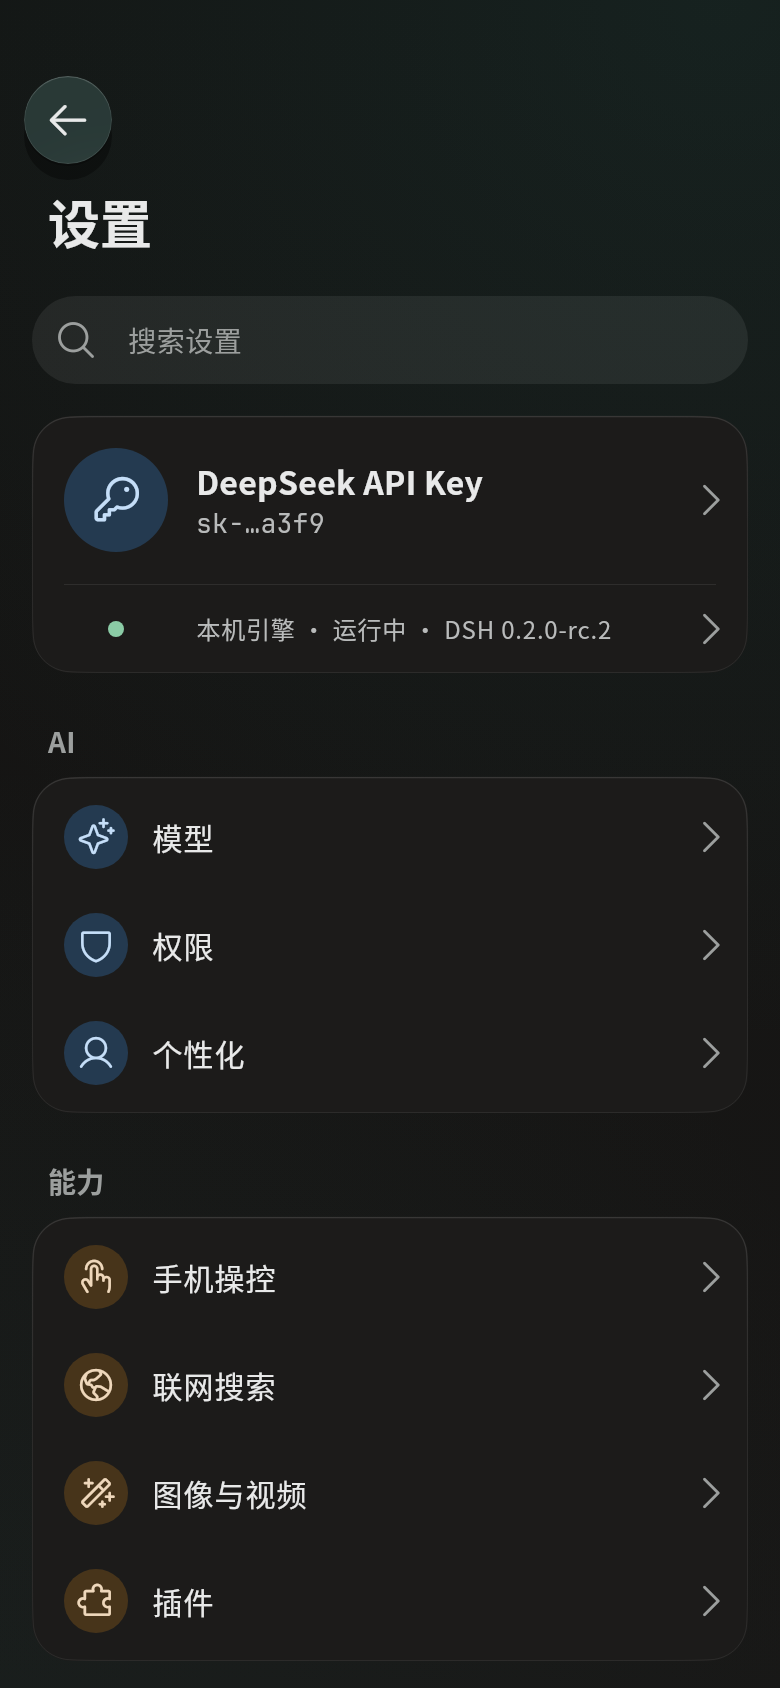 设置
搜索设置
DeepSeek API Key
sk-…a3f9
本机引擎 · 运行中 · DSH 0.2.0-rc.2
AI
模型
权限
个性化
能力
手机操控
联网搜索
图像与视频
插件